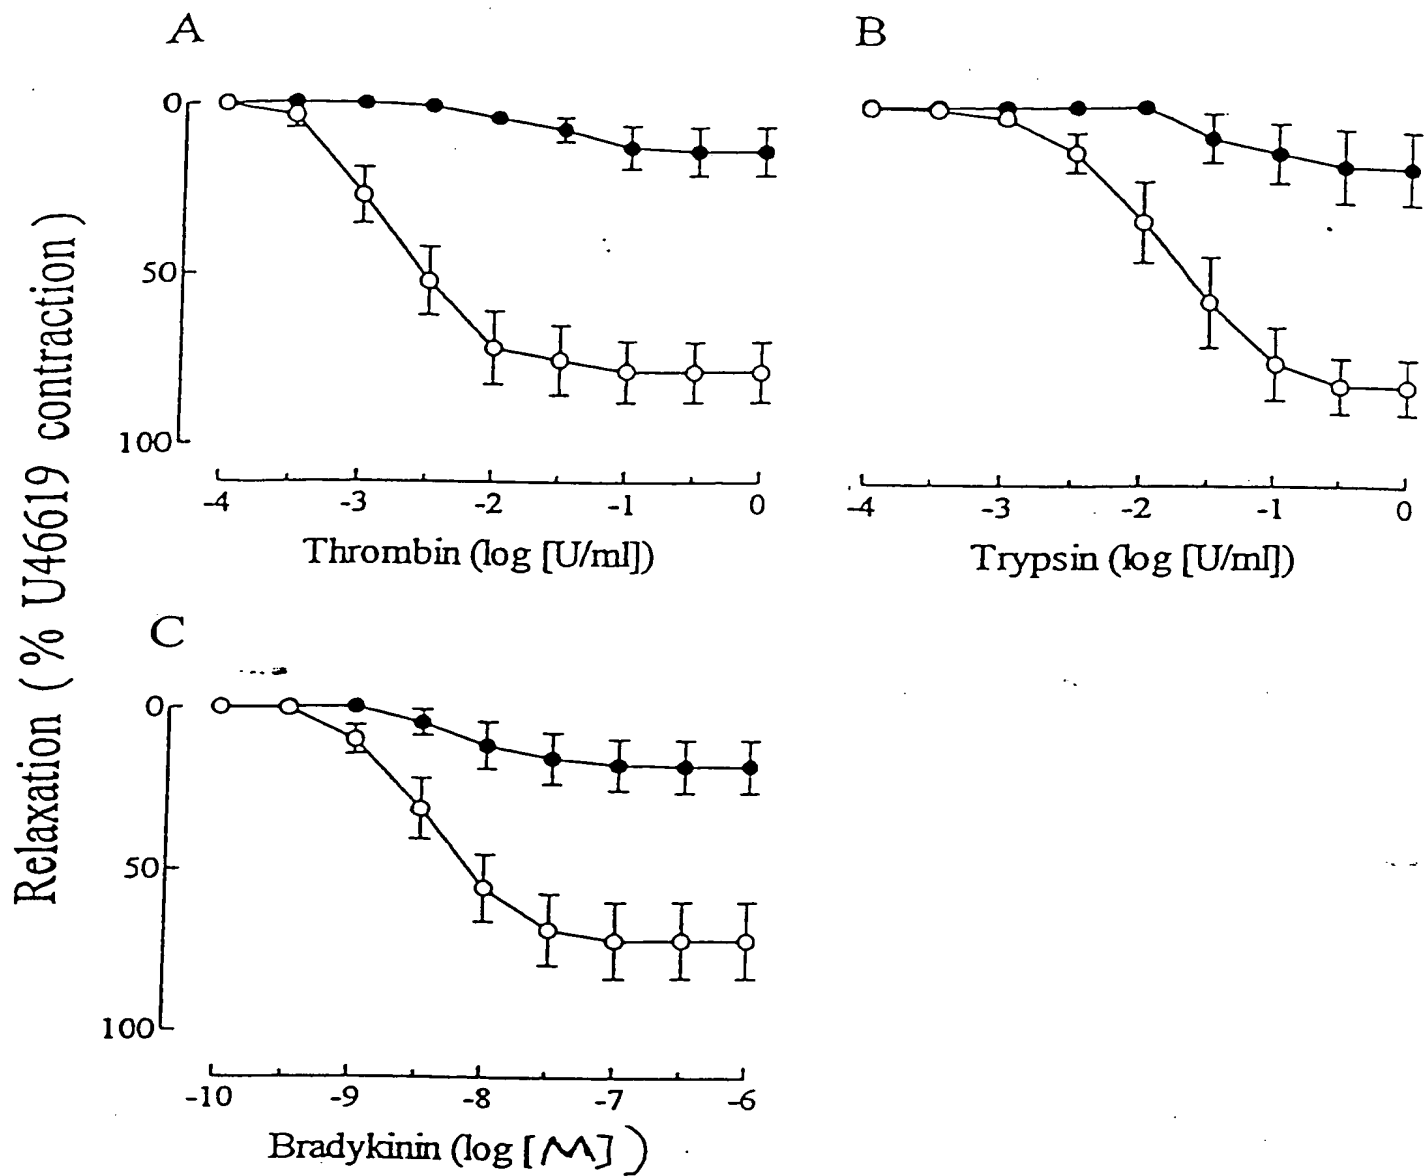 A
B
0
50
100
-4 -3 -2 -1 0
-4 -3 -2 -1 0
Thrombin (log [U/ml])
Trypsin (log [U/ml])
Relaxation (% U46619 contraction)
C
0
50
100
-10 -9 -8 -7 -6
Bradykinin (log [M])